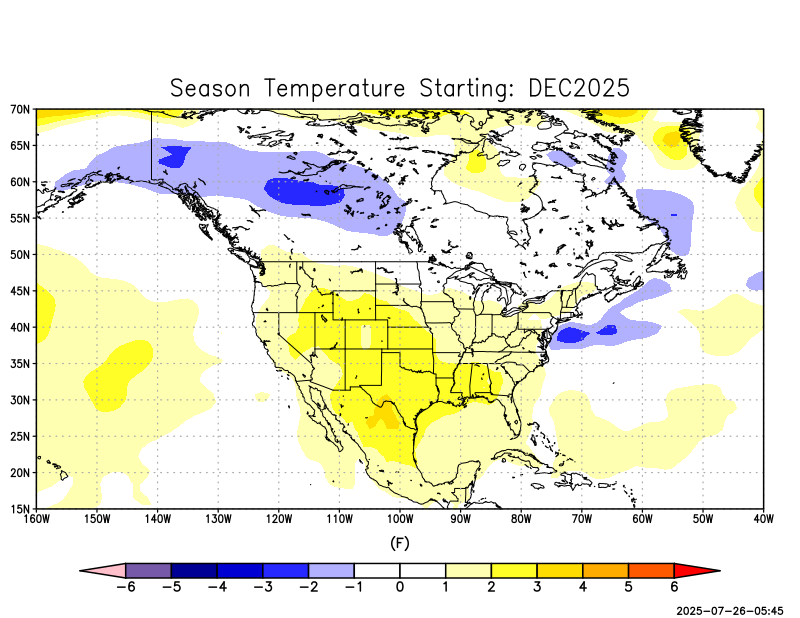 Season Temperature Starting: DEC2025
70N
65N
60N
55N
50N
45N
40N
35N
30N
25N
20N
15N
160W 150W 140W 130W 120W 110W 100W 90W 80W 70W 60W 50W 40W
(F)
−6 −5 −4 −3 −2 −1 0 1 2 3 4 5 6
2025-07-26-05:45